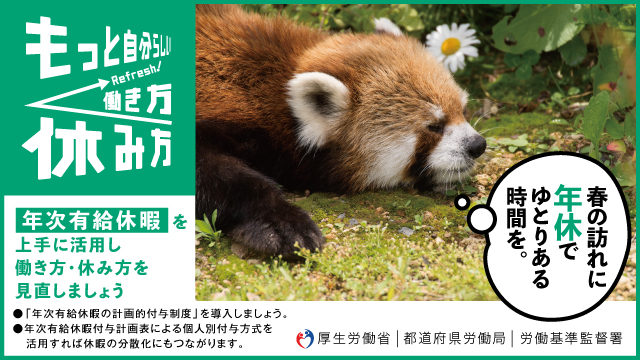 もっと自分らしい
Refresh!
働き方
休み方
年次有給休暇を
上手に活用し
働き方・休み方を
見直しましょう
●「年次有給休暇の計画的付与制度」を導入しましょう。
●年次有給休暇付与計画表による個人別付与方式を
活用すれば休暇の分散化にもつながります。
春の訪れに
年休で
ゆとりある
時間を。
厚生労働省｜都道府県労働局｜労働基準監督署